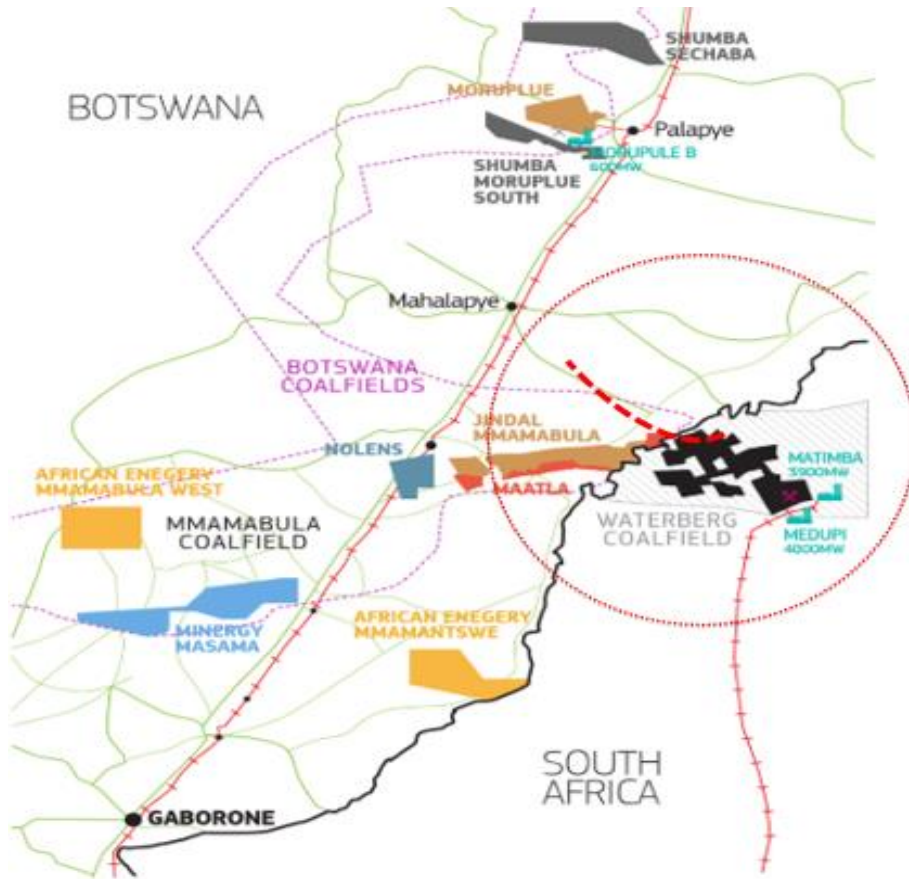 SHUMBA
SECHABA
BOTSWANA
MORUPLUE
Palapye
MORUPULE B
600MW
SHUMBA
MORUPLUE
SOUTH
Mahalapye
BOTSWANA
COALFIELDS
JINDAL
MMAMABULA
NOLENS
MATIMBA
3900MW
AFRICAN ENEGERY
MMAMABULA WEST
MAATLA
MMAMABULA
COALFIELD
WATERBERG
COALFIELD
MEDUPI
4000MW
AFRICAN ENEGERY
MMAMANTSWE
MINERGY
MASAMA
SOUTH
AFRICA
GABORONE